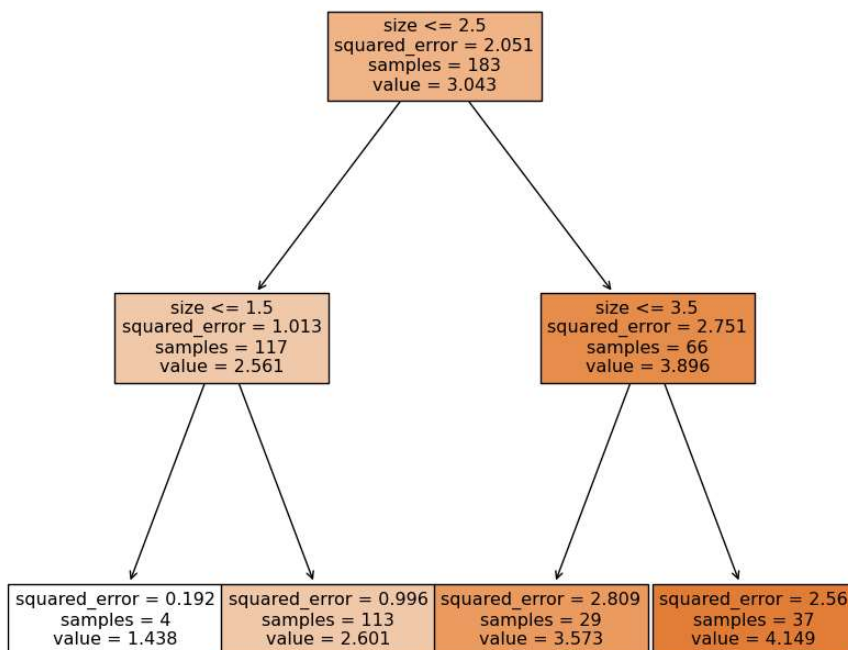 size <= 2.5
squared_error = 2.051
samples = 183
value = 3.043
size <= 1.5
squared_error = 1.013
samples = 117
value = 2.561
size <= 3.5
squared_error = 2.751
samples = 66
value = 3.896
squared_error = 0.192
samples = 4
value = 1.438
squared_error = 0.996
samples = 113
value = 2.601
squared_error = 2.809
samples = 29
value = 3.573
squared_error = 2.56
samples = 37
value = 4.149